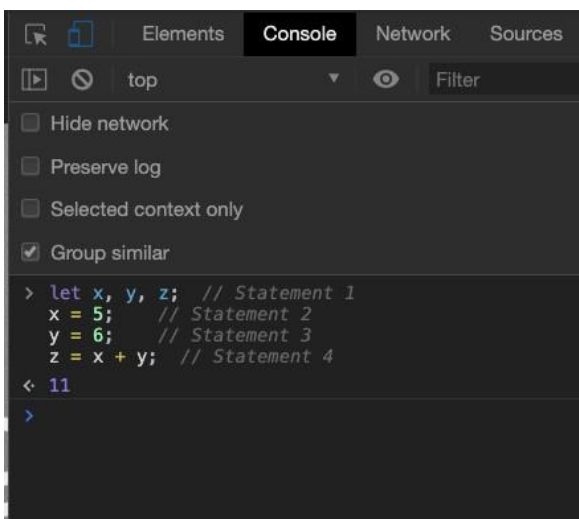 Elements Console Network Sources
top Filter
Hide network
Preserve log
Selected context only
Group similar
> let x, y, z;  // Statement 1
x = 5;    // Statement 2
y = 6;    // Statement 3
z = x + y;  // Statement 4
11
>